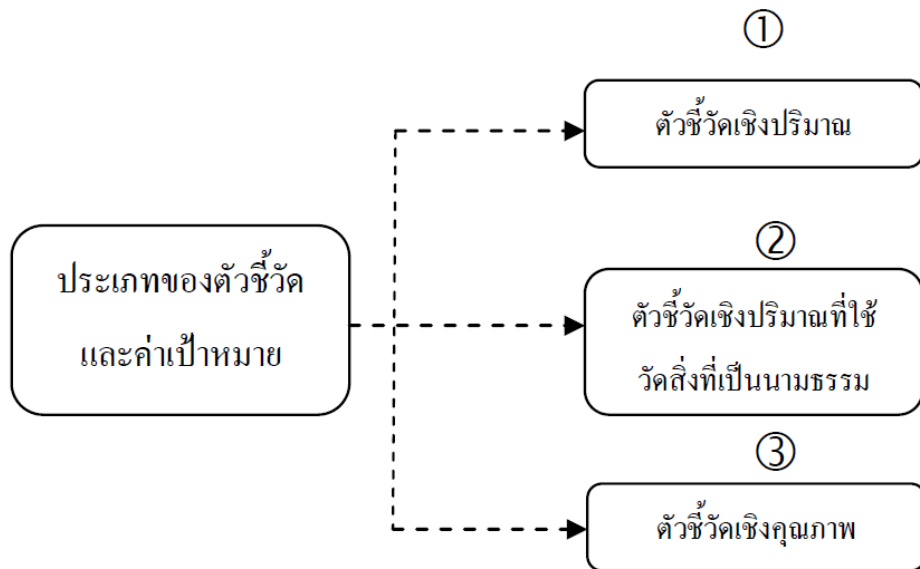 ประเภทของตัวชี้วัด
และค่าเป้าหมาย
①
ตัวชี้วัดเชิงปริมาณ
②
ตัวชี้วัดเชิงปริมาณที่ใช้
วัดสิ่งที่เป็นนามธรรม
③
ตัวชี้วัดเชิงคุณภาพ